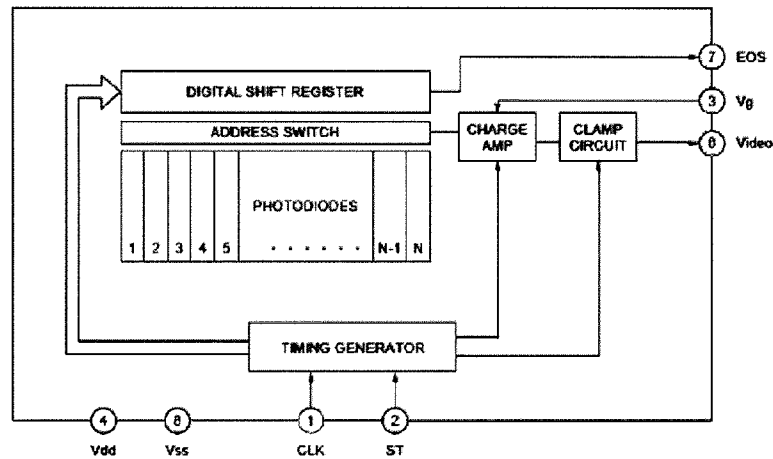 7 EOS
DIGITAL SHIFT REGISTER
3 Vg
ADDRESS SWITCH
CHARGE AMP
CLAMP CIRCUIT
6 Video
PHOTODIODES
1 2 3 4 5 · · · · · · N-1 N
TIMING GENERATOR
4 8 1 2
Vdd Vss CLK ST